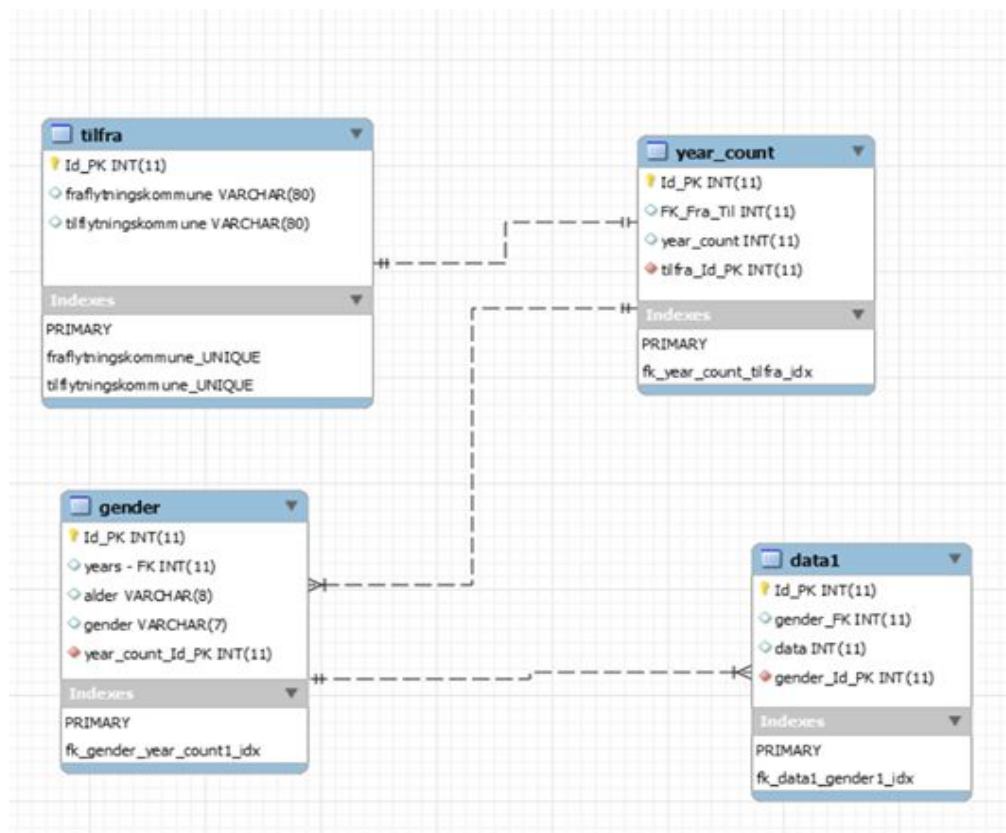 tilfra
Id_PK INT(11)
fraflytningskommune VARCHAR(80)
tilflytningskommune VARCHAR(80)
Indexes
PRIMARY
fraflytningskommune_UNIQUE
tilflytningskommune_UNIQUE
year_count
Id_PK INT(11)
FK_Fra_Til INT(11)
year_count INT(11)
tilfra_Id_PK INT(11)
Indexes
PRIMARY
fk_year_count_tilfra_idx
gender
Id_PK INT(11)
years - FK INT(11)
alder VARCHAR(8)
gender VARCHAR(7)
year_count_Id_PK INT(11)
Indexes
PRIMARY
fk_gender_year_count1_idx
data1
Id_PK INT(11)
gender_FK INT(11)
data INT(11)
gender_Id_PK INT(11)
Indexes
PRIMARY
fk_data1_gender1_idx